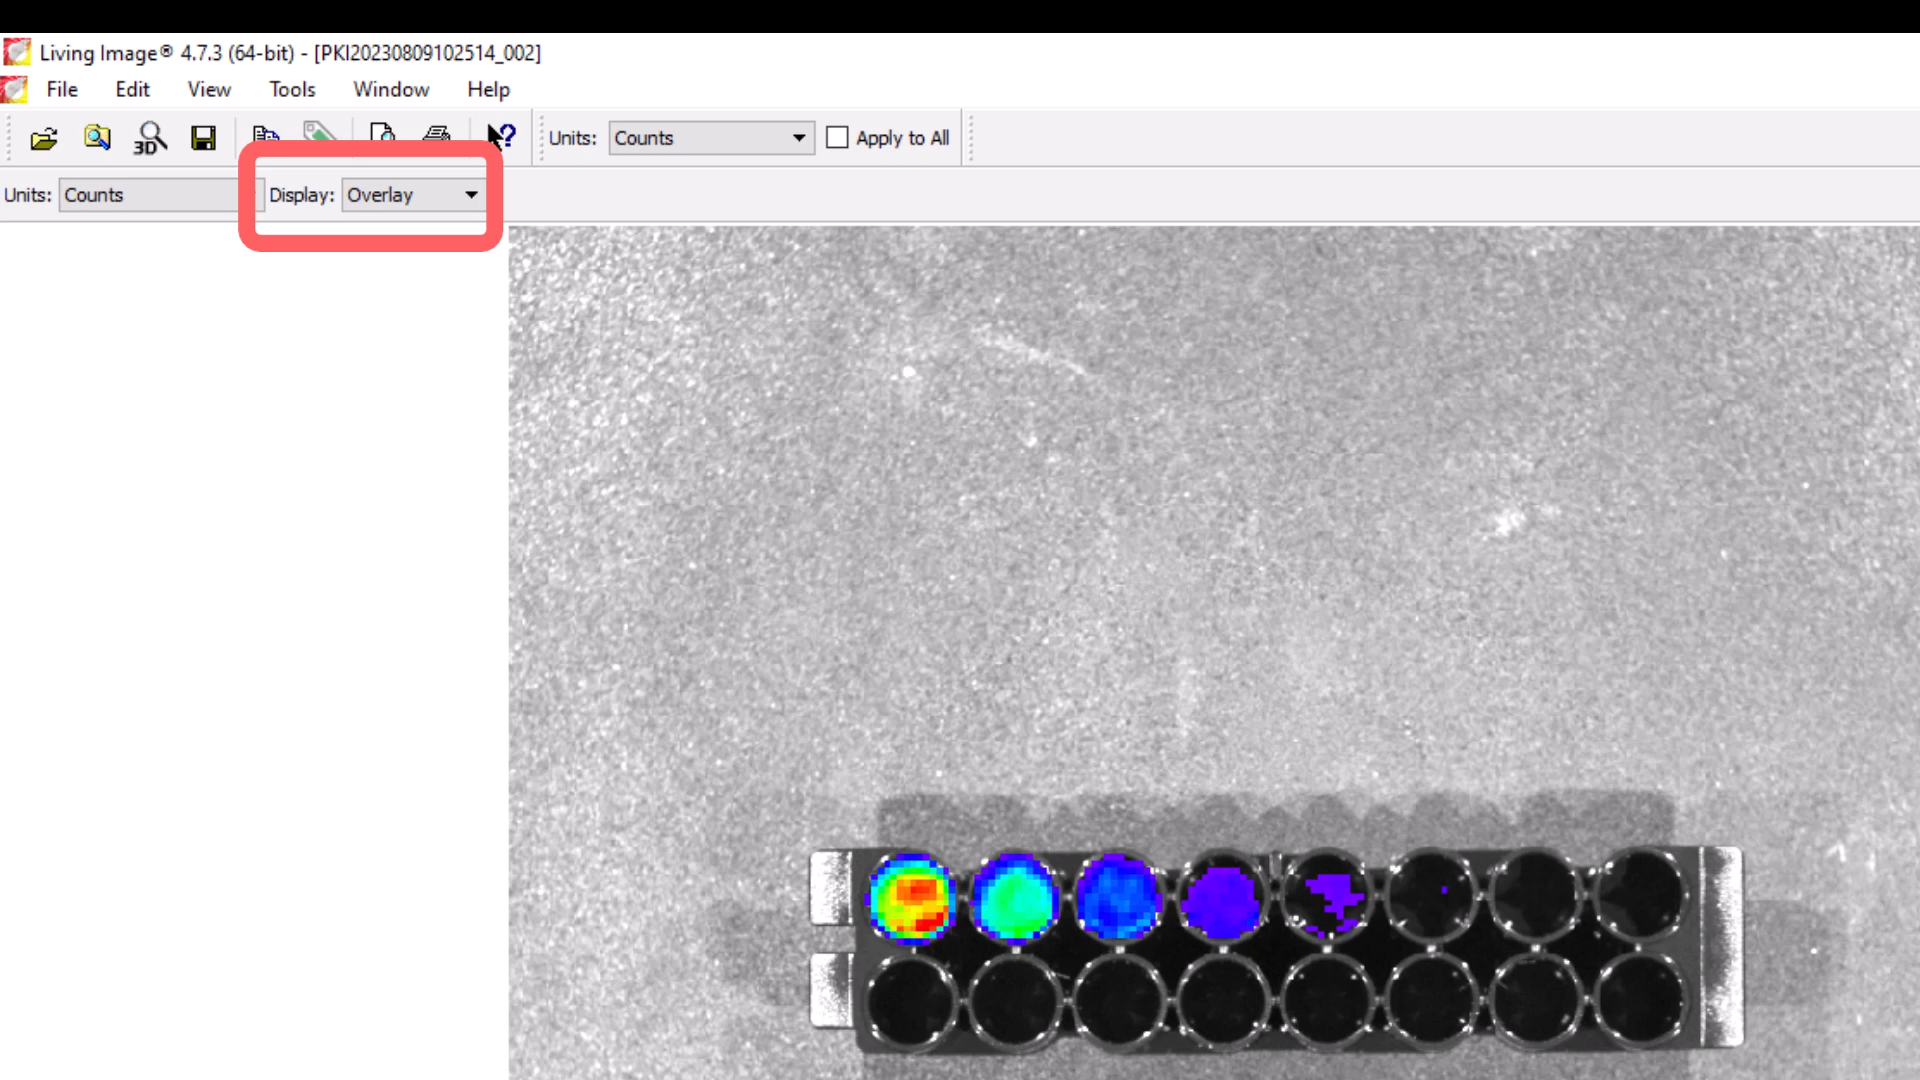 Living Image® 4.7.3 (64-bit) - [PKI20230809102514_002]
File Edit View Tools Window Help
3D Units: Counts Apply to All
Units: Counts Display: Overlay